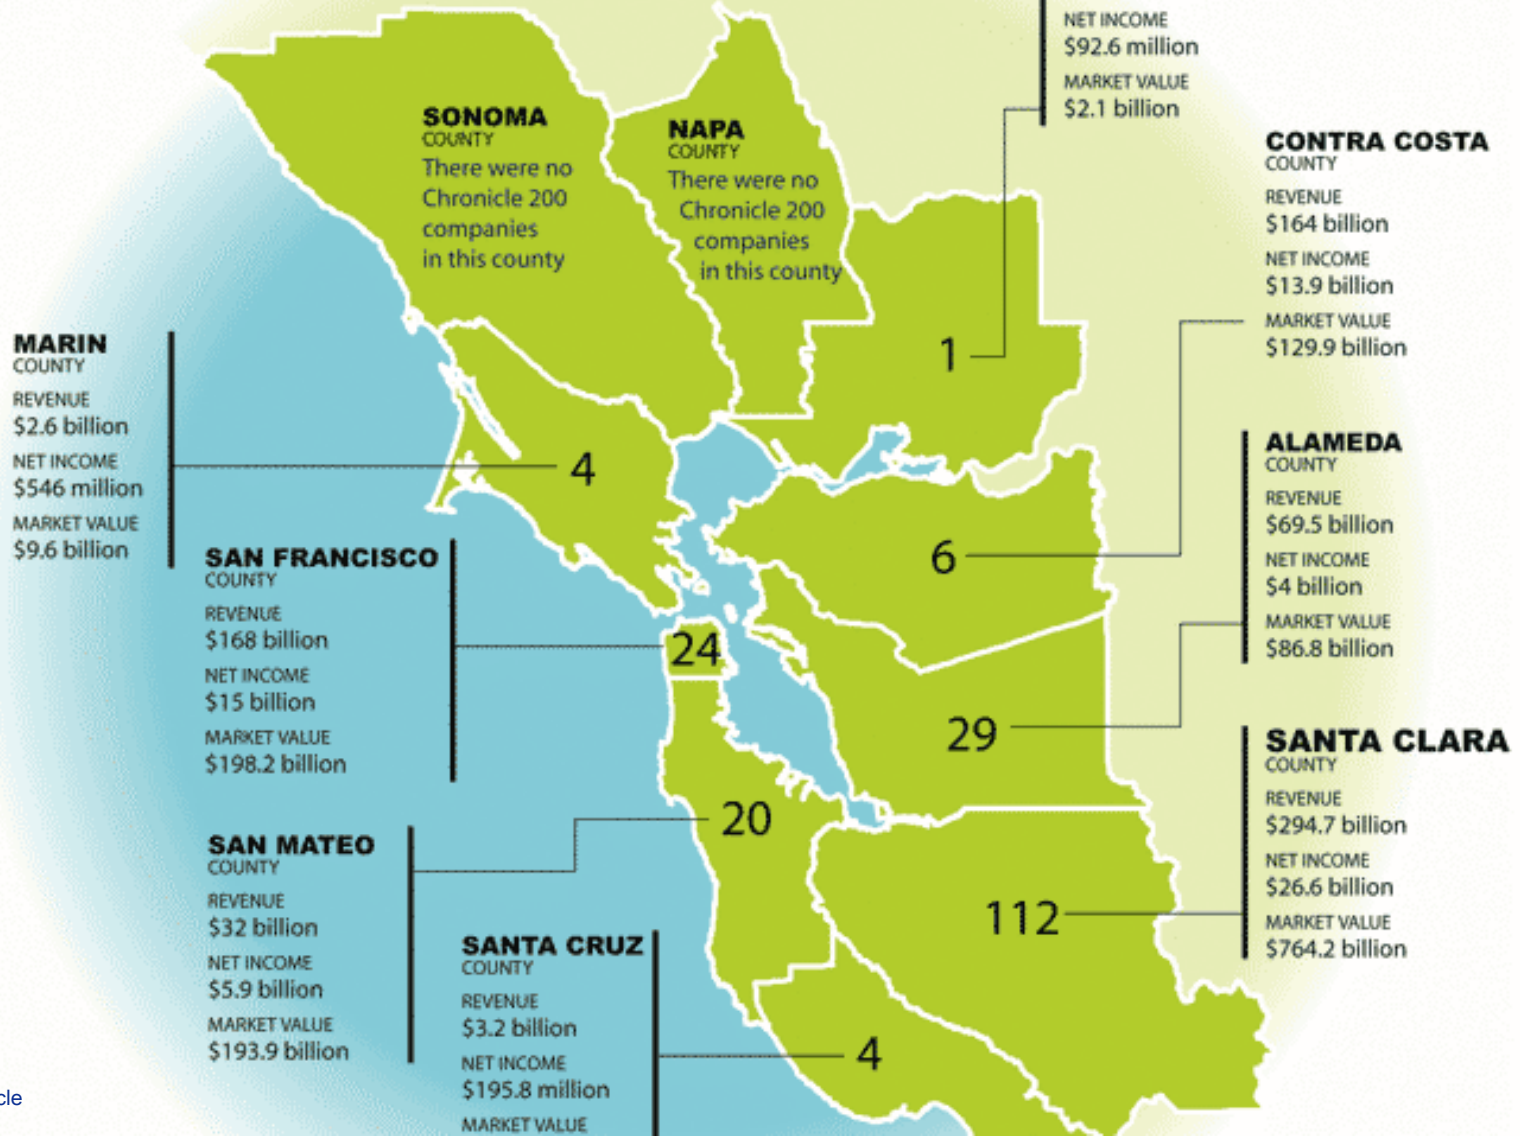 NET INCOME
$92.6 million
MARKET VALUE
$2.1 billion
SONOMA
COUNTY
There were no
Chronicle 200
companies
in this county
NAPA
COUNTY
There were no
Chronicle 200
companies
in this county
CONTRA COSTA
COUNTY
REVENUE
$164 billion
NET INCOME
$13.9 billion
MARKET VALUE
$129.9 billion
1
MARIN
COUNTY
REVENUE
$2.6 billion
NET INCOME
$546 million
MARKET VALUE
$9.6 billion
4
ALAMEDA
COUNTY
REVENUE
$69.5 billion
NET INCOME
$4 billion
MARKET VALUE
$86.8 billion
6
SAN FRANCISCO
COUNTY
REVENUE
$168 billion
NET INCOME
$15 billion
MARKET VALUE
$198.2 billion
24
29
SANTA CLARA
COUNTY
REVENUE
$294.7 billion
NET INCOME
$26.6 billion
MARKET VALUE
$764.2 billion
20
112
SAN MATEO
COUNTY
REVENUE
$32 billion
NET INCOME
$5.9 billion
MARKET VALUE
$193.9 billion
SANTA CRUZ
COUNTY
REVENUE
$3.2 billion
NET INCOME
$195.8 million
MARKET VALUE
4
cle